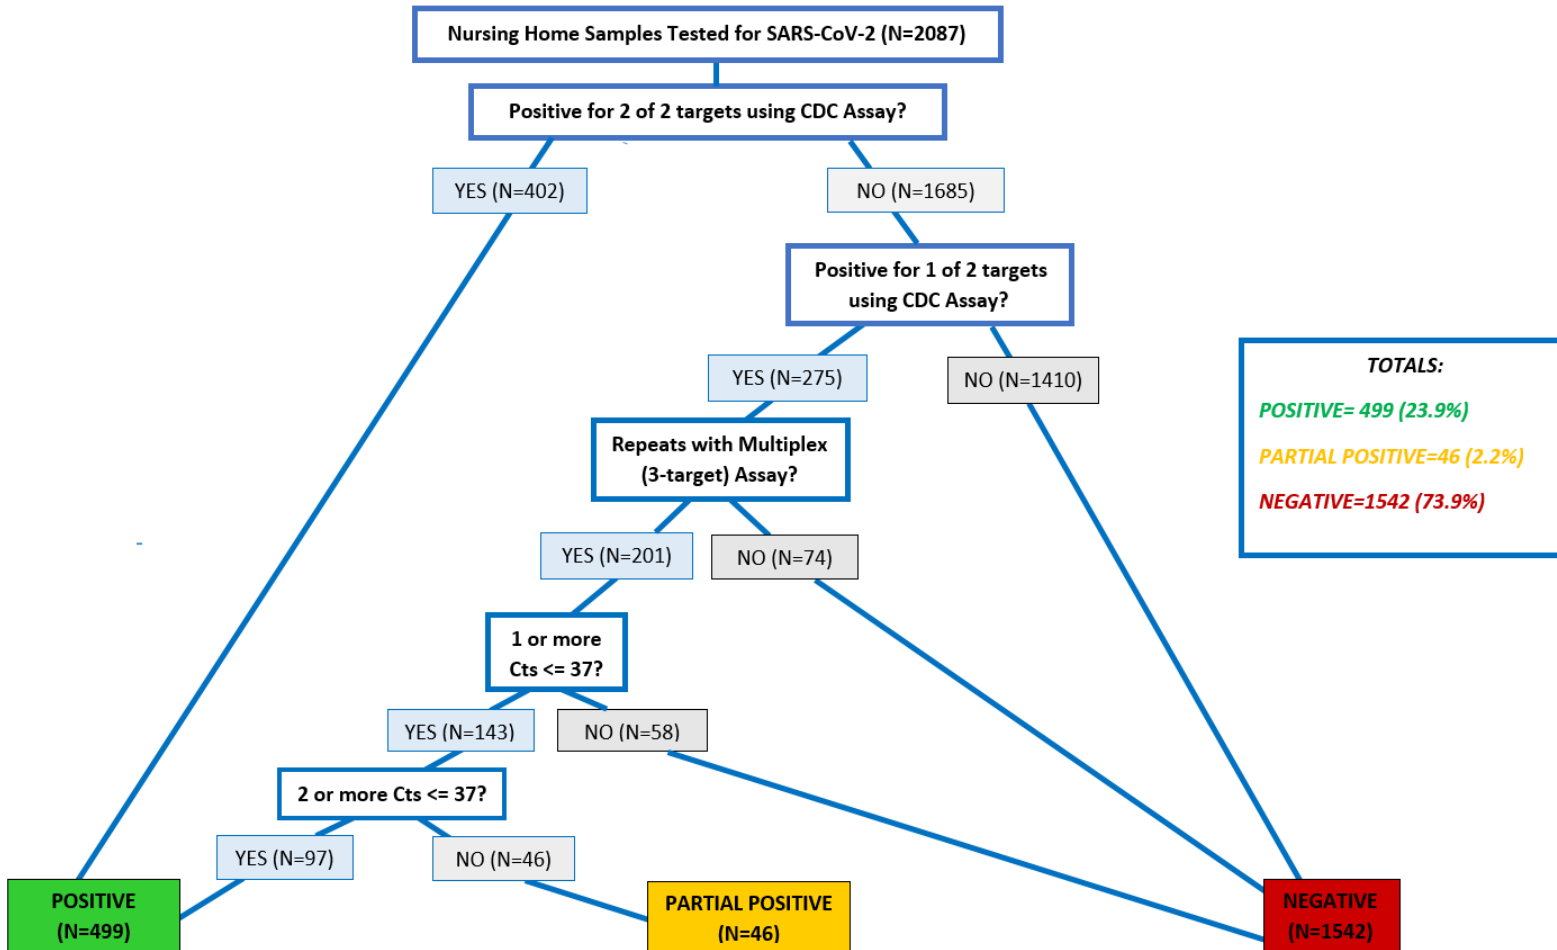 Nursing Home Samples Tested for SARS-CoV-2 (N=2087)
Positive for 2 of 2 targets using CDC Assay?
YES (N=402)
NO (N=1685)
Positive for 1 of 2 targets
using CDC Assay?
YES (N=275)
NO (N=1410)
Repeats with Multiplex
(3-target) Assay?
YES (N=201)
NO (N=74)
1 or more
Cts <= 37?
YES (N=143)
NO (N=58)
2 or more Cts <= 37?
YES (N=97)
NO (N=46)
POSITIVE
(N=499)
PARTIAL POSITIVE
(N=46)
NEGATIVE
(N=1542)
TOTALS:
POSITIVE= 499 (23.9%)
PARTIAL POSITIVE=46 (2.2%)
NEGATIVE=1542 (73.9%)